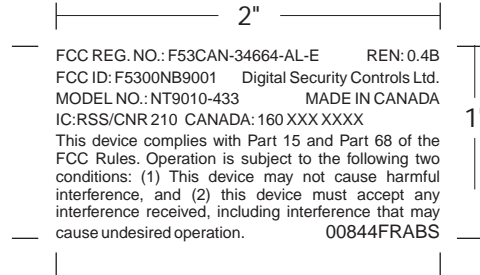 2"
FCC REG. NO.: F53CAN-34664-AL-E REN: 0.4B
FCC ID: F5300NB9001 Digital Security Controls Ltd.
MODEL NO.: NT9010-433 MADE IN CANADA
IC:RSS/CNR 210 CANADA: 160 XXX XXXX
1"
This device complies with Part 15 and Part 68 of the
FCC Rules. Operation is subject to the following two
conditions: (1) This device may not cause harmful
interference, and (2) this device must accept any
interference received, including interference that may
cause undesired operation. 00844FRABS